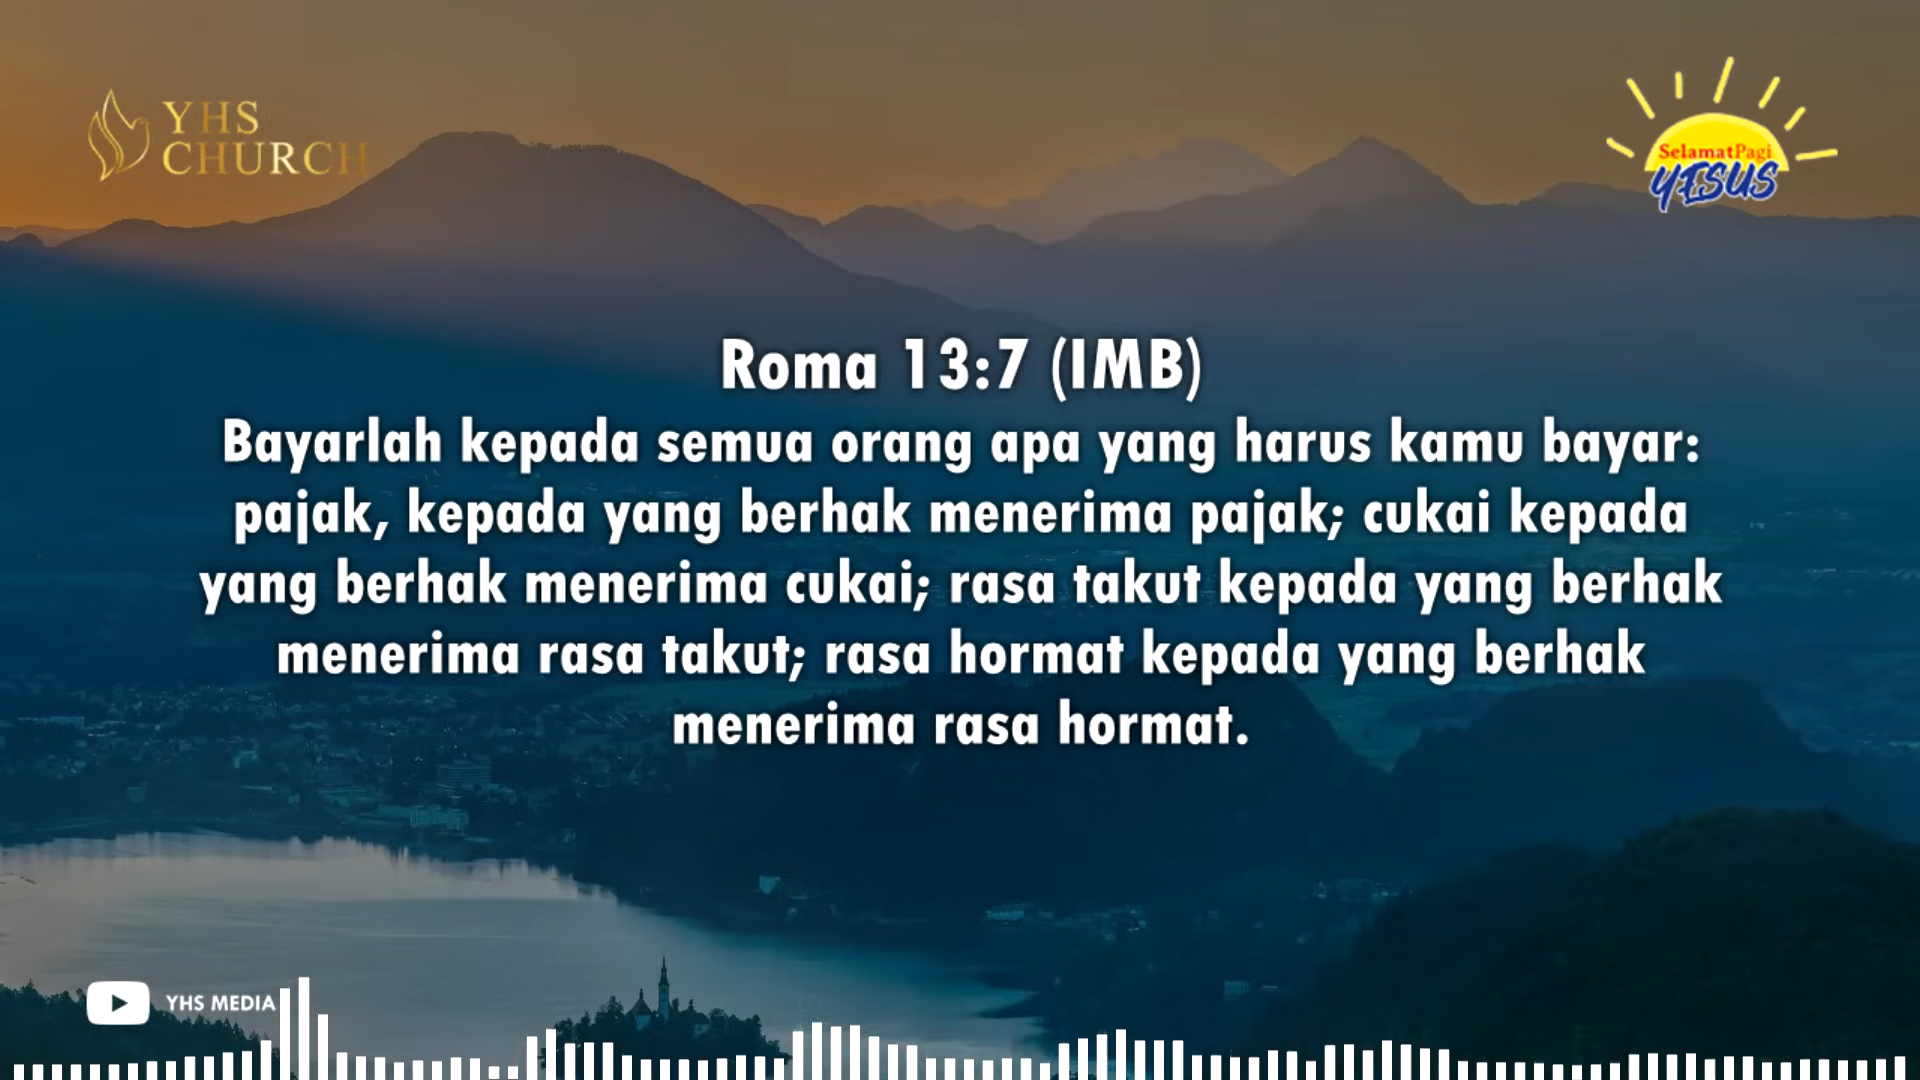 YHS
CHURCH
SelamatPagi
YESUS
Roma 13:7 (IMB)
Bayarlah kepada semua orang apa yang harus kamu bayar:
pajak, kepada yang berhak menerima pajak; cukai kepada
yang berhak menerima cukai; rasa takut kepada yang berhak
menerima rasa takut; rasa hormat kepada yang berhak
menerima rasa hormat.
YHS MEDIA